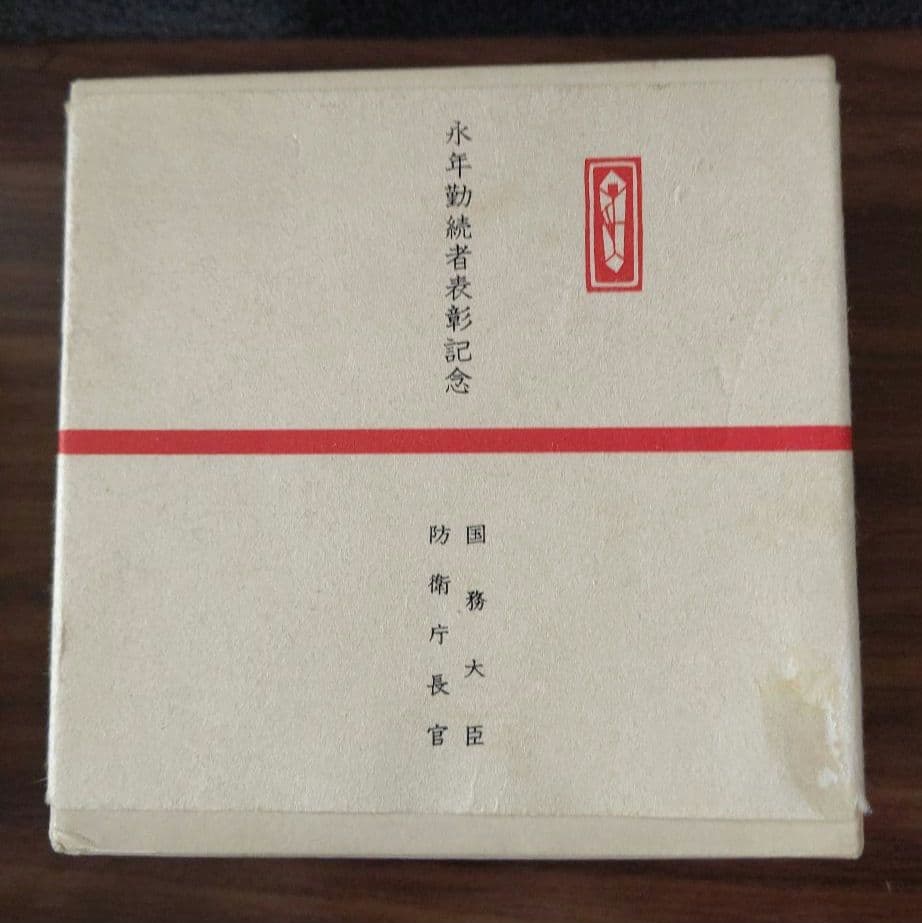 永年勤続者表彰記念
国務大臣
防衛庁長官